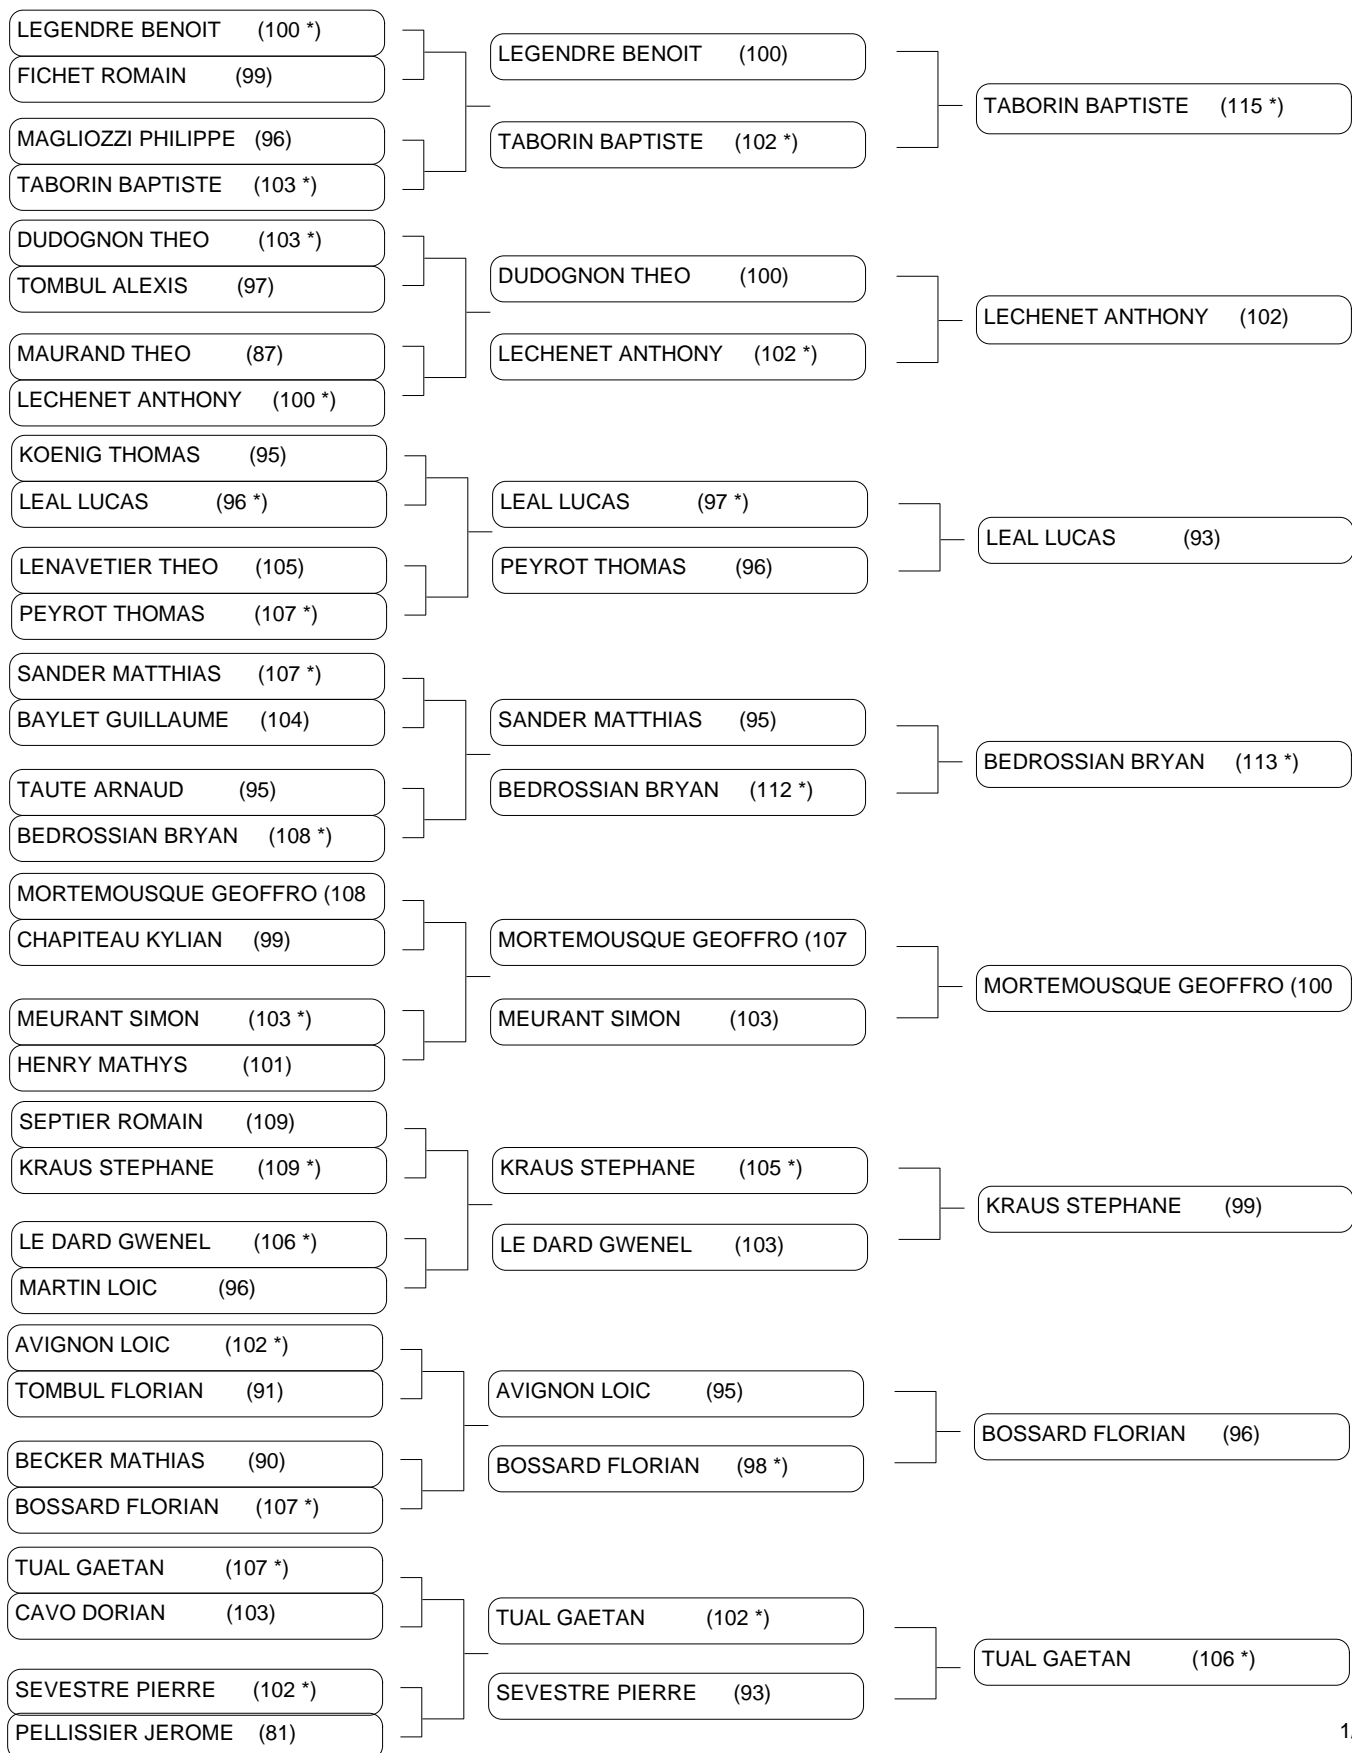 LEGENDRE BENOIT (100 *)
FICHET ROMAIN (99)
MAGLIOZZI PHILIPPE (96)
TABORIN BAPTISTE (103 *)
DUDOGNON THEO (103 *)
TOMBUL ALEXIS (97)
MAURAND THEO (87)
LECHENET ANTHONY (100 *)
KOENIG THOMAS (95)
LEAL LUCAS (96 *)
LENAVETIER THEO (105)
PEYROT THOMAS (107 *)
SANDER MATTHIAS (107 *)
BAYLET GUILLAUME (104)
TAUTE ARNAUD (95)
BEDROSSIAN BRYAN (108 *)
MORTEMOUSQUE GEOFFRO (108
CHAPITEAU KYLIAN (99)
MEURANT SIMON (103 *)
HENRY MATHYS (101)
SEPTIER ROMAIN (109)
KRAUS STEPHANE (109 *)
LE DARD GWENEL (106 *)
MARTIN LOIC (96)
AVIGNON LOIC (102 *)
TOMBUL FLORIAN (91)
BECKER MATHIAS (90)
BOSSARD FLORIAN (107 *)
TUAL GAETAN (107 *)
CAVO DORIAN (103)
SEVESTRE PIERRE (102 *)
PELLISSIER JEROME (81)
LEGENDRE BENOIT (100)
TABORIN BAPTISTE (102 *)
DUDOGNON THEO (100)
LECHENET ANTHONY (102 *)
LEAL LUCAS (97 *)
PEYROT THOMAS (96)
SANDER MATTHIAS (95)
BEDROSSIAN BRYAN (112 *)
MORTEMOUSQUE GEOFFRO (107
MEURANT SIMON (103)
KRAUS STEPHANE (105 *)
LE DARD GWENEL (103)
AVIGNON LOIC (95)
BOSSARD FLORIAN (98 *)
TUAL GAETAN (102 *)
SEVESTRE PIERRE (93)
TABORIN BAPTISTE (115 *)
LECHENET ANTHONY (102)
LEAL LUCAS (93)
BEDROSSIAN BRYAN (113 *)
MORTEMOUSQUE GEOFFRO (100
KRAUS STEPHANE (99)
BOSSARD FLORIAN (96)
TUAL GAETAN (106 *)